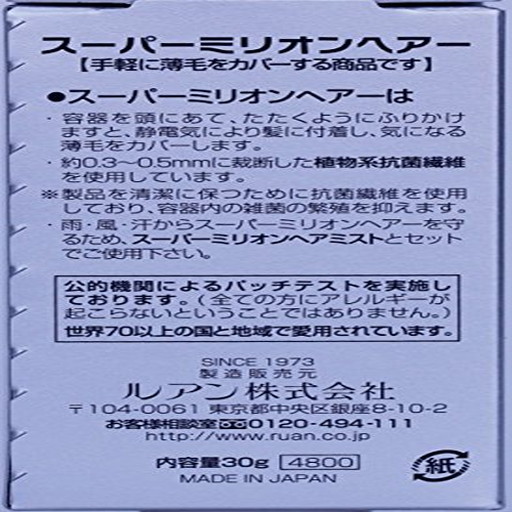 スーパーミリオンヘアー
【手軽に薄毛をカバーする商品です】
●スーパーミリオンヘアーは
・容器を頭にあて、たたくようにふりかけ
ますと、静電気により髪に付着し、気になる
薄毛をカバーします。
・約0.3〜0.5mmに裁断した植物系抗菌繊維
を使用しています。
※製品を清潔に保つために抗菌繊維を使用
しており、容器内の雑菌の繁殖を抑えます。
・雨・風・汗からスーパーミリオンヘアーを守
るため、スーパーミリオンヘアミストとセット
でご使用下さい。
公的機関によるパッチテストを実施し
ております。(全ての方にアレルギーが
起こらないということではありません。)
世界70以上の国と地域で愛用されています。
SINCE 1973
製造販売元
ルアン株式会社
〒104-0061 東京都中央区銀座8-10-2
お客様相談室 0120-494-111
http://www.ruan.co.jp
内容量30g 4800
MADE IN JAPAN
紙